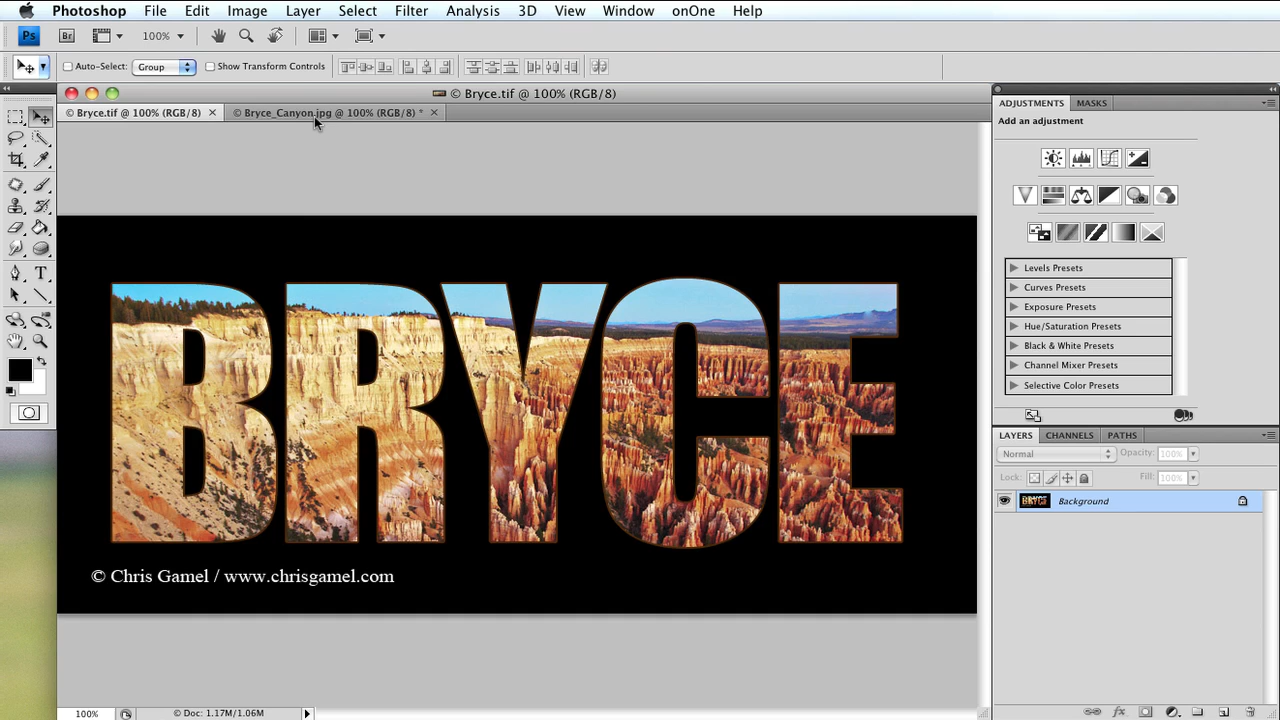 Photoshop File Edit Image Layer Select Filter Analysis 3D View Window onOne Help
Ps Br 100%
Auto-Select: Group Show Transform Controls
© Bryce.tif @ 100% (RGB/8)
© Bryce.tif @ 100% (RGB/8) © Bryce_Canyon.jpg @ 100% (RGB/8) *
ADJUSTMENTS MASKS
Add an adjustment
Levels Presets
Curves Presets
Exposure Presets
Hue/Saturation Presets
Black & White Presets
Channel Mixer Presets
Selective Color Presets
LAYERS CHANNELS PATHS
Normal Opacity: 100%
Lock: Fill: 100%
BRYCE Background
BRYCE
© Chris Gamel / www.chrisgamel.com
100% © Doc: 1.17M/1.06M